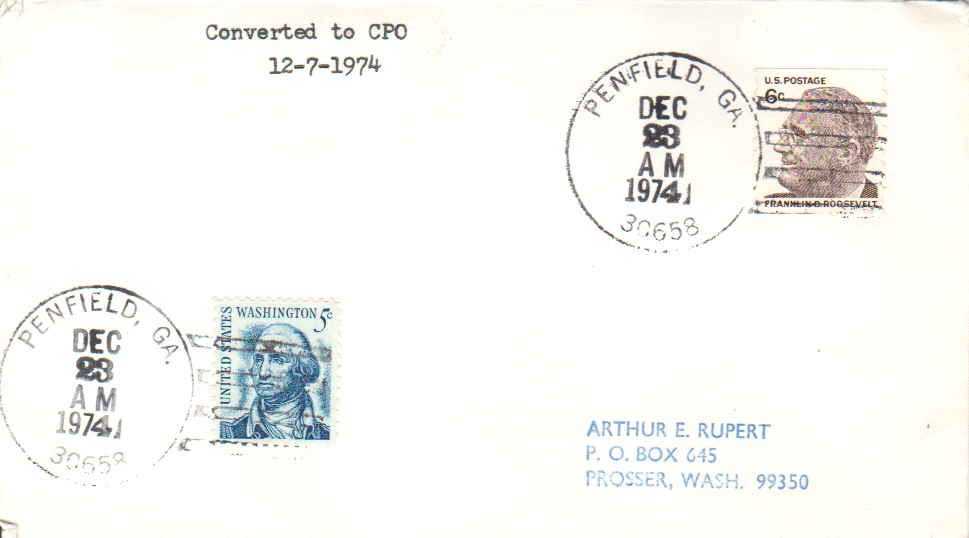 Converted to CPO
12-7-1974
PENFIELD, GA.
DEC
23
AM
1974
30658
U.S. POSTAGE
6c
FRANKLIN D. ROOSEVELT
PENFIELD, GA.
DEC
23
AM
1974
30658
WASHINGTON 5c
UNITED STATES
ARTHUR E. RUPERT
P. O. BOX 645
PROSSER, WASH. 99350